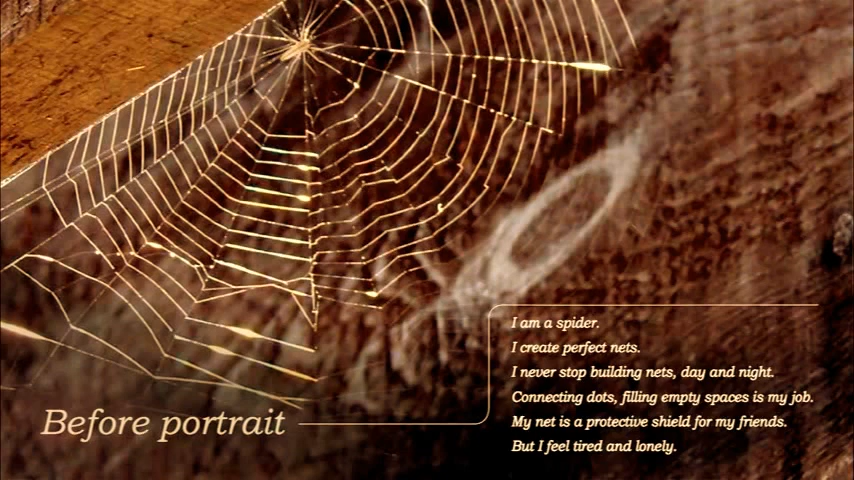 Before portrait
I am a spider.
I create perfect nets.
I never stop building nets, day and night.
Connecting dots, filling empty spaces is my job.
My net is a protective shield for my friends.
But I feel tired and lonely.